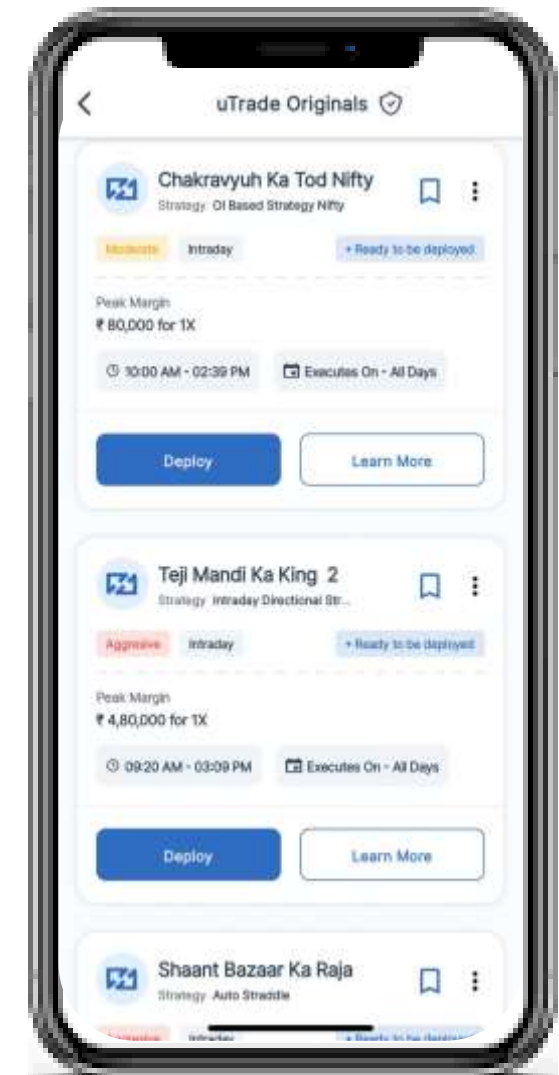 uTrade Originals
Chakravyuh Ka Tod Nifty
Strategy OI Based Strategy Nifty
Moderate Intraday + Ready to be deployed
Peak Margin
₹ 80,000 for 1X
10:00 AM - 02:39 PM Executes On - All Days
Deploy Learn More
Teji Mandi Ka King 2
Strategy Intraday Directional Str...
Aggresive Intraday + Ready to be deployed
Peak Margin
₹ 4,80,000 for 1X
09:20 AM - 03:09 PM Executes On - All Days
Deploy Learn More
Shaant Bazaar Ka Raja
Strategy Auto Straddle
Intraday